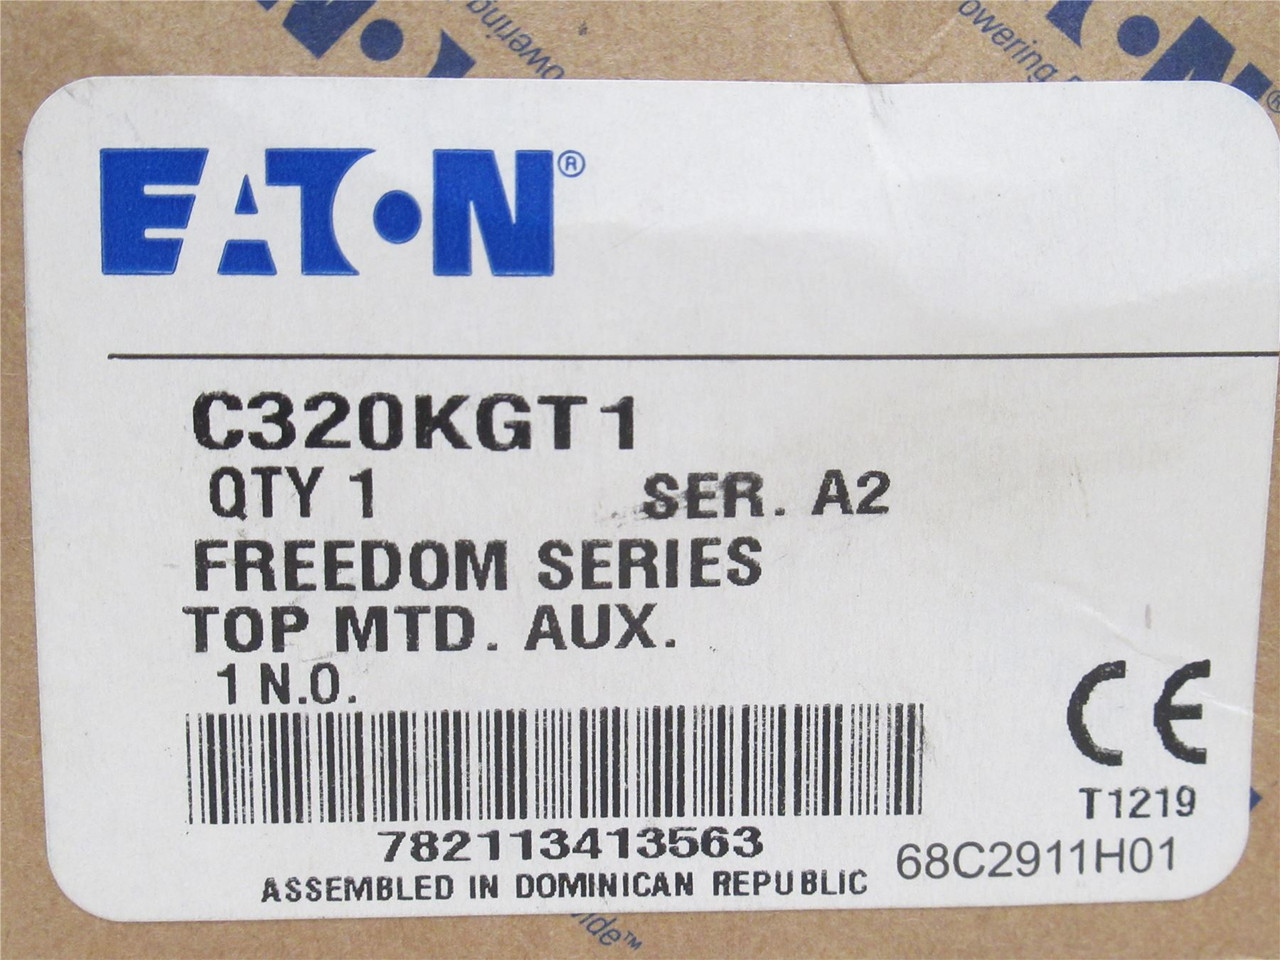 EATON®
C320KGT1
QTY 1 SER. A2
FREEDOM SERIES
TOP MTD. AUX.
1 N.O.
CE
T1219
782113413563
68C2911H01
ASSEMBLED IN DOMINICAN REPUBLIC